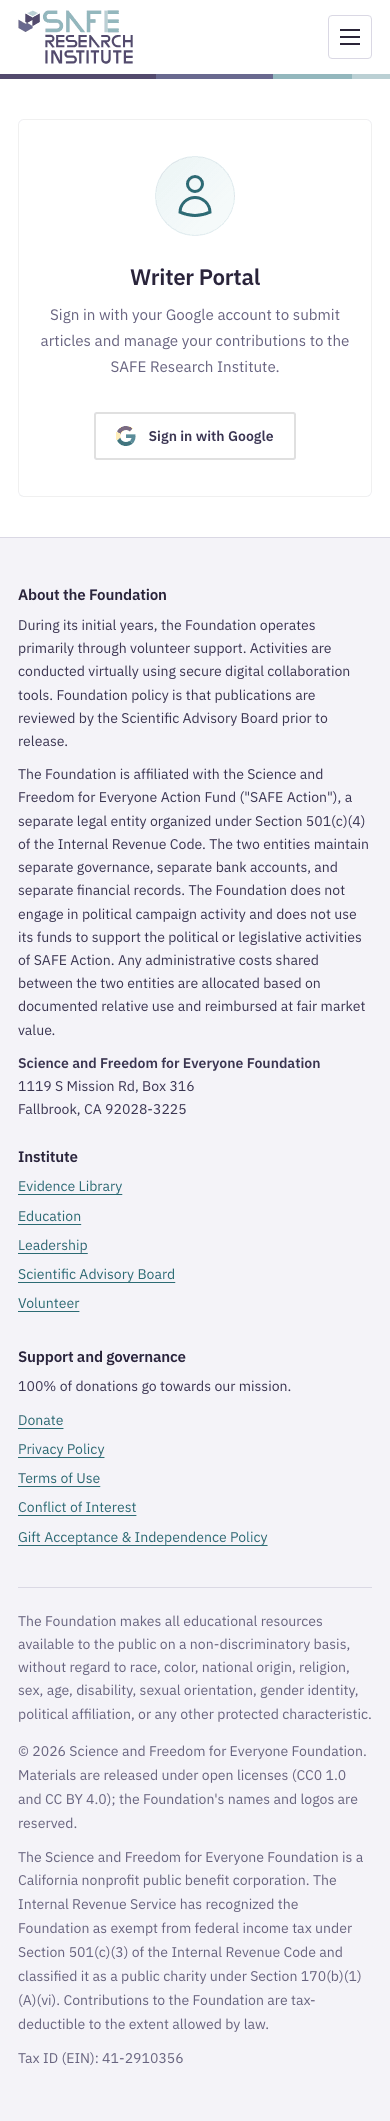 SAFE
RESEARCH
INSTITUTE
Writer Portal
Sign in with your Google account to submit
articles and manage your contributions to the
SAFE Research Institute.
Sign in with Google
About the Foundation
During its initial years, the Foundation operates
primarily through volunteer support. Activities are
conducted virtually using secure digital collaboration
tools. Foundation policy is that publications are
reviewed by the Scientific Advisory Board prior to
release.
The Foundation is affiliated with the Science and
Freedom for Everyone Action Fund ("SAFE Action"), a
separate legal entity organized under Section 501(c)(4)
of the Internal Revenue Code. The two entities maintain
separate governance, separate bank accounts, and
separate financial records. The Foundation does not
engage in political campaign activity and does not use
its funds to support the political or legislative activities
of SAFE Action. Any administrative costs shared
between the two entities are allocated based on
documented relative use and reimbursed at fair market
value.
Science and Freedom for Everyone Foundation
1119 S Mission Rd, Box 316
Fallbrook, CA 92028-3225
Institute
Evidence Library
Education
Leadership
Scientific Advisory Board
Volunteer
Support and governance
100% of donations go towards our mission.
Donate
Privacy Policy
Terms of Use
Conflict of Interest
Gift Acceptance & Independence Policy
The Foundation makes all educational resources
available to the public on a non-discriminatory basis,
without regard to race, color, national origin, religion,
sex, age, disability, sexual orientation, gender identity,
political affiliation, or any other protected characteristic.
© 2026 Science and Freedom for Everyone Foundation.
Materials are released under open licenses (CC0 1.0
and CC BY 4.0); the Foundation's names and logos are
reserved.
The Science and Freedom for Everyone Foundation is a
California nonprofit public benefit corporation. The
Internal Revenue Service has recognized the
Foundation as exempt from federal income tax under
Section 501(c)(3) of the Internal Revenue Code and
classified it as a public charity under Section 170(b)(1)
(A)(vi). Contributions to the Foundation are tax-
deductible to the extent allowed by law.
Tax ID (EIN): 41-2910356